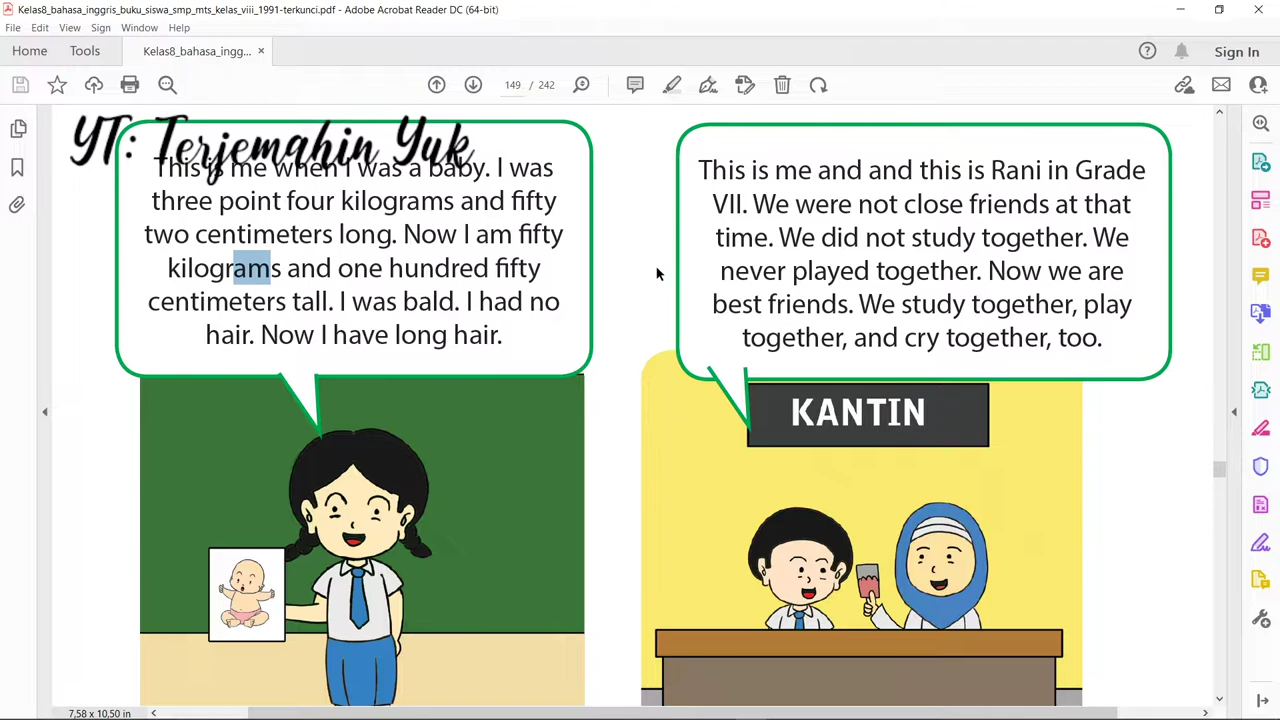 Kelas8_bahasa_inggris_buku_siswa_smp_mts_kelas_viii_1991-terkunci.pdf - Adobe Acrobat Reader DC (64-bit)
File Edit View Sign Window Help
Home Tools Kelas8_bahasa_ingg... × Sign In
149 / 242
YT: Terjemahin Yuk
This is me when I was a baby. I was
three point four kilograms and fifty
two centimeters long. Now I am fifty
kilograms and one hundred fifty
centimeters tall. I was bald. I had no
hair. Now I have long hair.
This is me and and this is Rani in Grade
VII. We were not close friends at that
time. We did not study together. We
never played together. Now we are
best friends. We study together, play
together, and cry together, too.
KANTIN
7,58 x 10,50 in